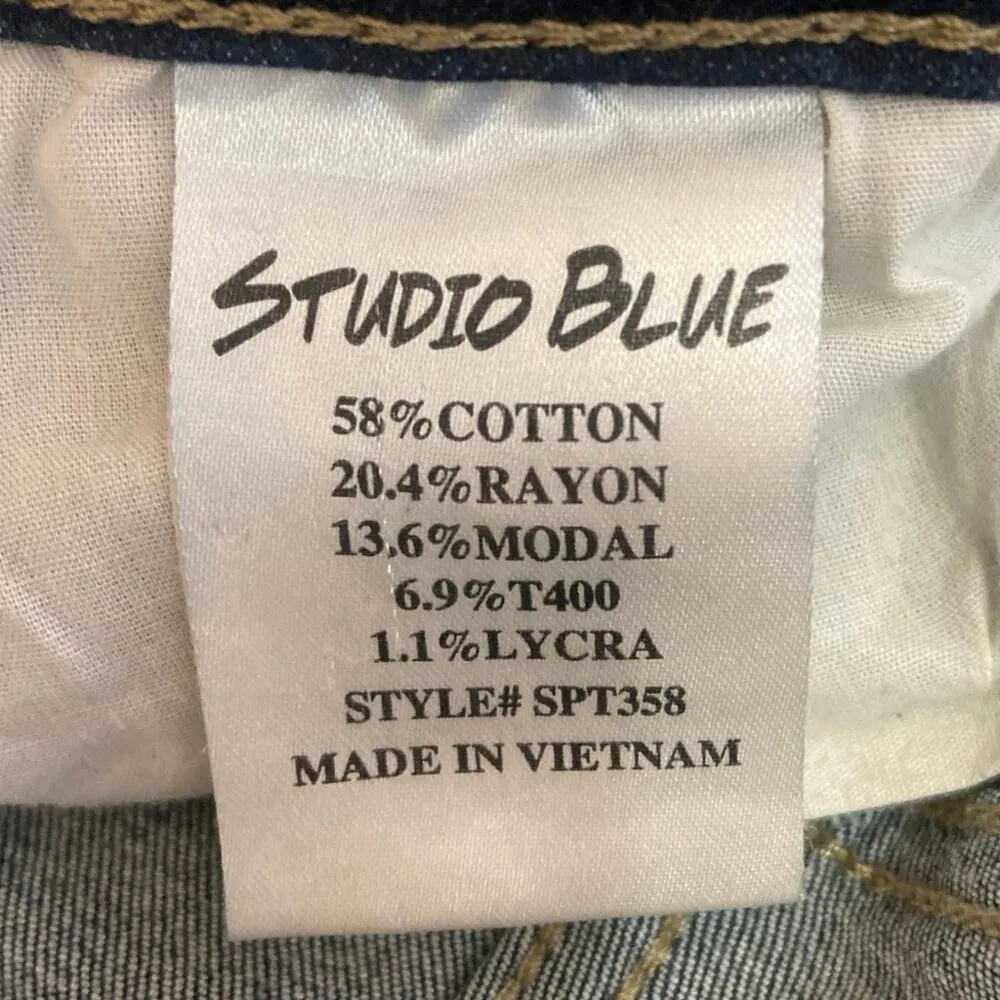 STUDIO BLUE
58%COTTON
20.4%RAYON
13.6%MODAL
6.9%T400
1.1%LYCRA
STYLE# SPT358
MADE IN VIETNAM